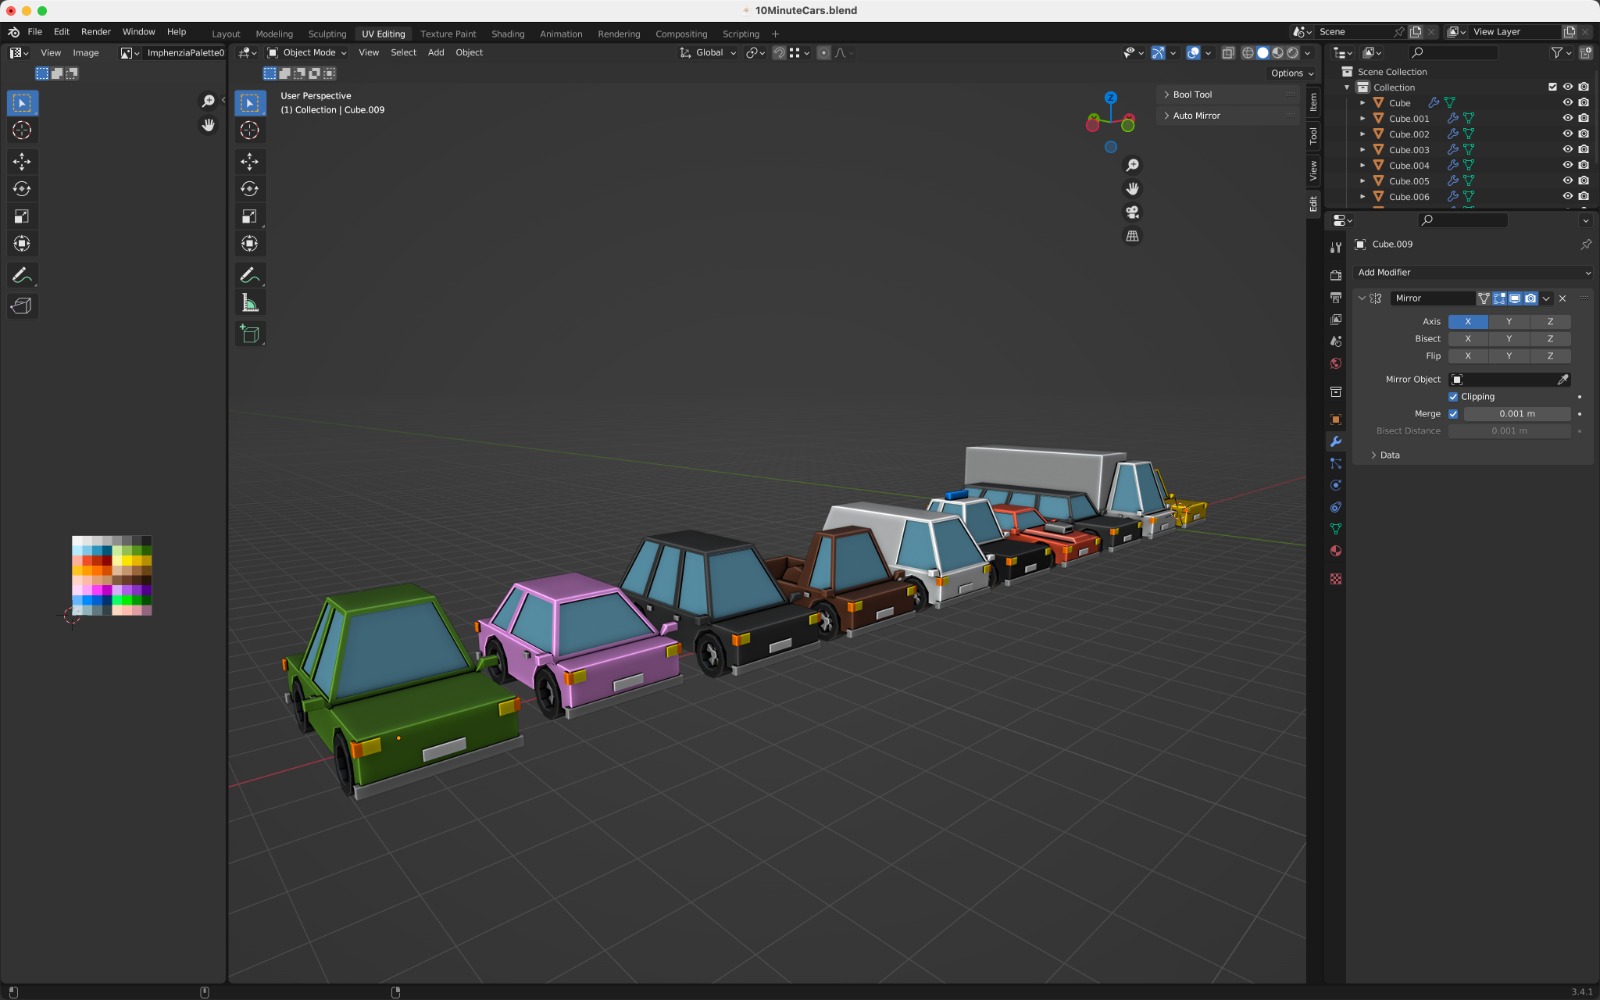 10MinuteCars.blend
File Edit Render Window Help
Layout Modeling Sculpting UV Editing Texture Paint Shading Animation Rendering Compositing Scripting +
Scene
View Layer
View Image
ImphenziaPalette0
Object Mode View Select Add Object
Global
Options
User Perspective
(1) Collection | Cube.009
Z
Bool Tool
Auto Mirror
Item
Tool
View
Edit
Scene Collection
Collection
Cube
Cube.001
Cube.002
Cube.003
Cube.004
Cube.005
Cube.006
Cube.009
Add Modifier
Mirror
Axis X Y Z
Bisect X Y Z
Flip X Y Z
Mirror Object
Clipping
Merge 0.001 m
Bisect Distance 0.001 m
Data
3.4.1